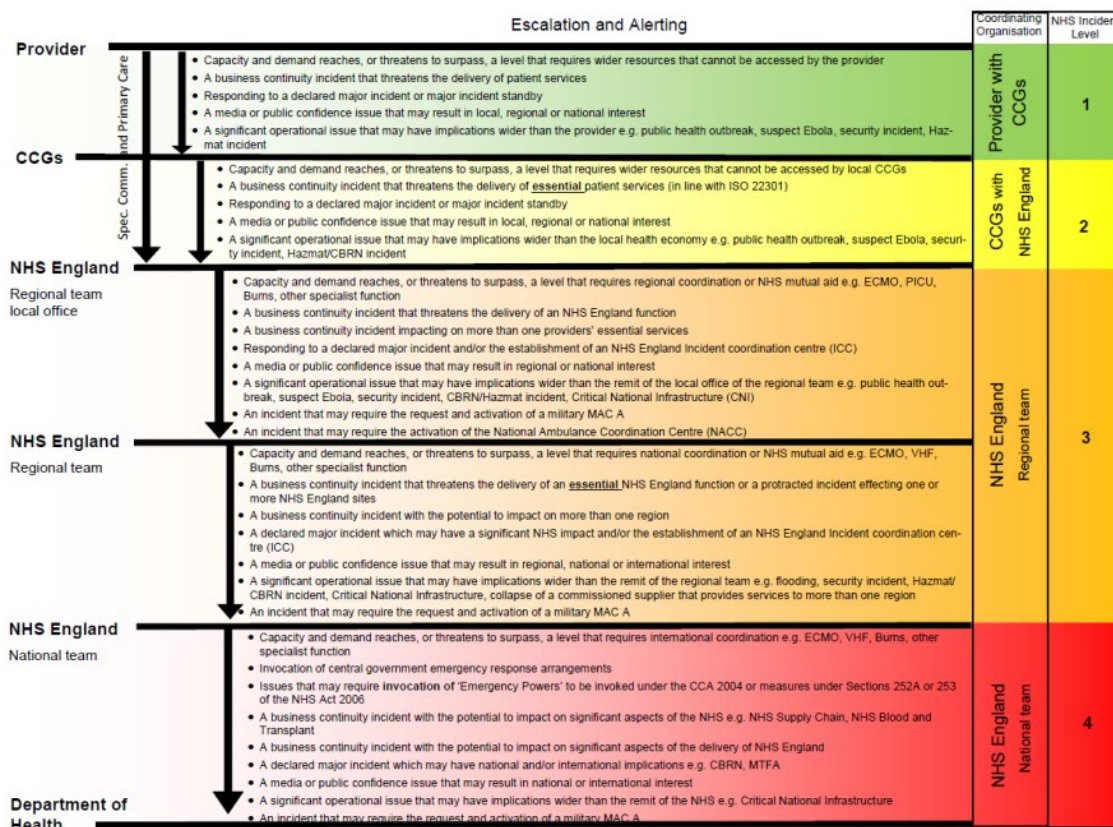 Escalation and Alerting
Coordinating
Organisation
NHS Incident
Level
Provider
Spec. Comm. and Primary Care
• Capacity and demand reaches, or threatens to surpass, a level that requires wider resources that cannot be accessed by the provider
• A business continuity incident that threatens the delivery of patient services
• Responding to a declared major incident or major incident standby
• A media or public confidence issue that may result in local, regional or national interest
• A significant operational issue that may have implications wider than the provider e.g. public health outbreak, suspect Ebola, security incident, Haz-
mat incident
Provider with
CCGs
1
CCGs
• Capacity and demand reaches, or threatens to surpass, a level that requires wider resources that cannot be accessed by local CCGs
• A business continuity incident that threatens the delivery of essential patient services (in line with ISO 22301)
• Responding to a declared major incident or major incident standby
• A media or public confidence issue that may result in local, regional or national interest
• A significant operational issue that may have implications wider than the local health economy e.g. public health outbreak, suspect Ebola, secur-
ity incident, Hazmat/CBRN incident
CCGs with
NHS England
2
NHS England
Regional team
local office
• Capacity and demand reaches, or threatens to surpass, a level that requires regional coordination or NHS mutual aid e.g. ECMO, PICU,
Burns, other specialist function
• A business continuity incident that threatens the delivery of an NHS England function
• A business continuity incident impacting on more than one providers' essential services
• Responding to a declared major incident and/or the establishment of an NHS England Incident coordination centre (ICC)
• A media or public confidence issue that may result in regional or national interest
• A significant operational issue that may have implications wider than the remit of the local office of the regional team e.g. public health out-
break, suspect Ebola, security incident, CBRN/Hazmat incident, Critical National Infrastructure (CNI)
• An incident that may require the request and activation of a military MAC A
• An incident that may require the activation of the National Ambulance Coordination Centre (NACC)
NHS England
Regional team
3
NHS England
Regional team
• Capacity and demand reaches, or threatens to surpass, a level that requires national coordination or NHS mutual aid e.g. ECMO, VHF,
Burns, other specialist function
• A business continuity incident that threatens the delivery of an essential NHS England function or a protracted incident effecting one or
more NHS England sites
• A business continuity incident with the potential to impact on more than one region
• A declared major incident which may have a significant NHS impact and/or the establishment of an NHS England Incident coordination cen-
tre (ICC)
• A media or public confidence issue that may result in regional, national or international interest
• A significant operational issue that may have implications wider than the remit of the regional team e.g. flooding, security incident, Hazmat/
CBRN incident, Critical National Infrastructure, collapse of a commissioned supplier that provides services to more than one region
• An incident that may require the request and activation of a military MAC A
NHS England
National team
• Capacity and demand reaches, or threatens to surpass, a level that requires international coordination e.g. ECMO, VHF, Burns, other
specialist function
• Invocation of central government emergency response arrangements
• Issues that may require invocation of 'Emergency Powers' to be invoked under the CCA 2004 or measures under Sections 252A or 253
of the NHS Act 2006
• A business continuity incident with the potential to impact on significant aspects of the NHS e.g. NHS Supply Chain, NHS Blood and
Transplant
• A business continuity incident with the potential to impact on significant aspects of the delivery of NHS England
• A declared major incident which may have national and/or international implications e.g. CBRN, MTFA
• A media or public confidence issue that may result in national or international interest
• A significant operational issue that may have implications wider than the remit of the NHS e.g. Critical National Infrastructure
• An incident that may require the request and activation of a military MAC A
NHS England
National team
4
Department of
Health